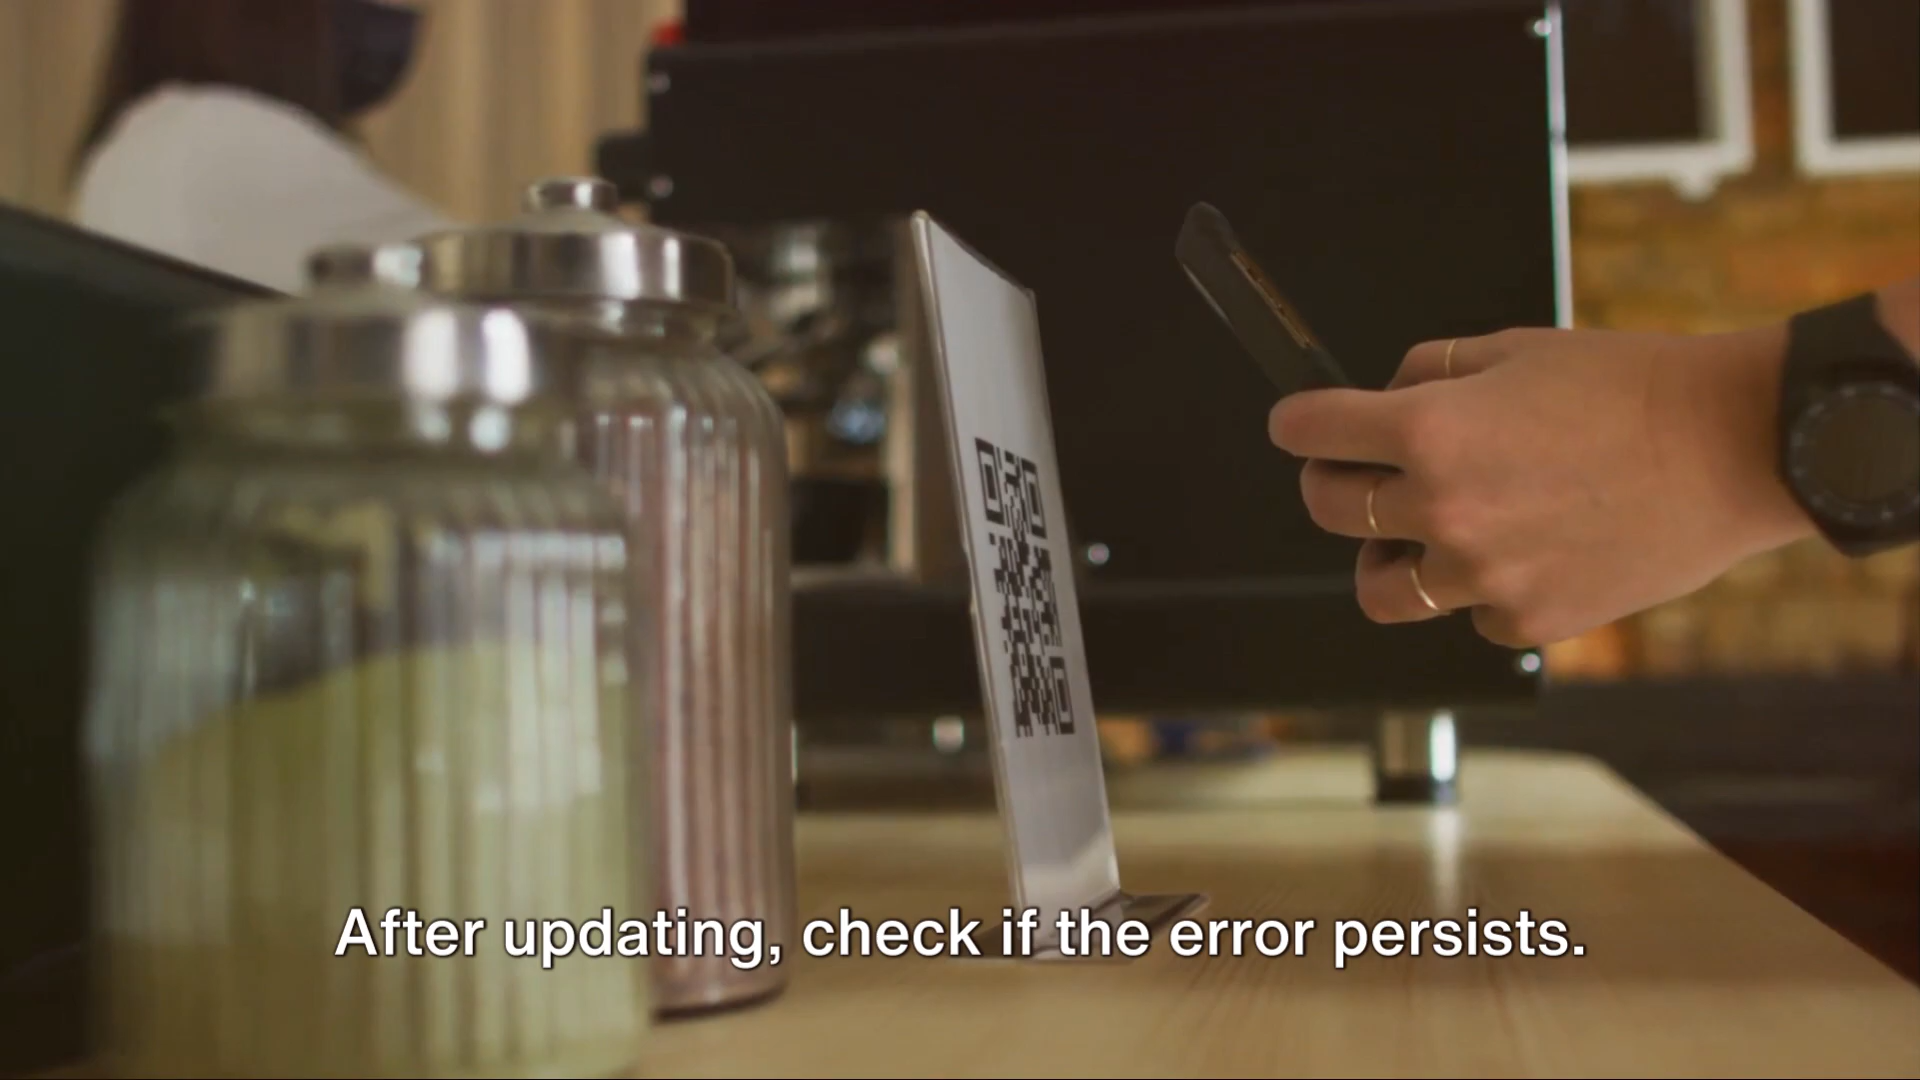 After updating, check if the error persists.